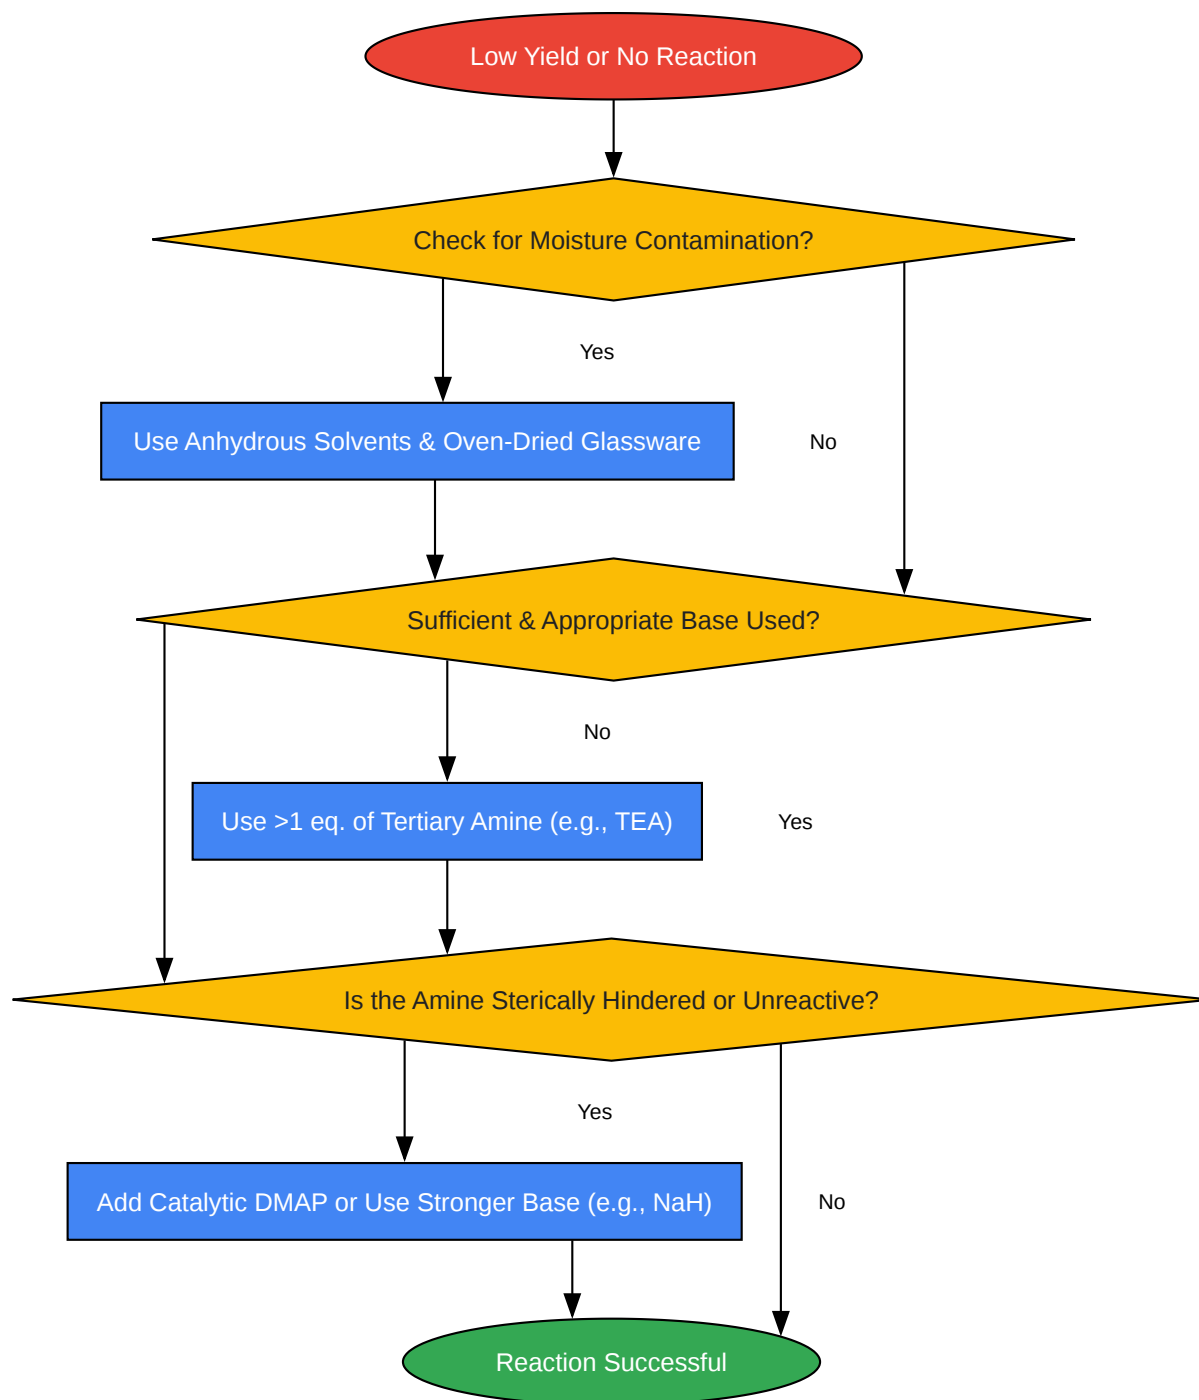 Low Yield or No Reaction
Check for Moisture Contamination?
Yes
Use Anhydrous Solvents & Oven-Dried Glassware
No
Sufficient & Appropriate Base Used?
No
Use >1 eq. of Tertiary Amine (e.g., TEA)
Yes
Is the Amine Sterically Hindered or Unreactive?
Yes
Add Catalytic DMAP or Use Stronger Base (e.g., NaH)
No
Reaction Successful